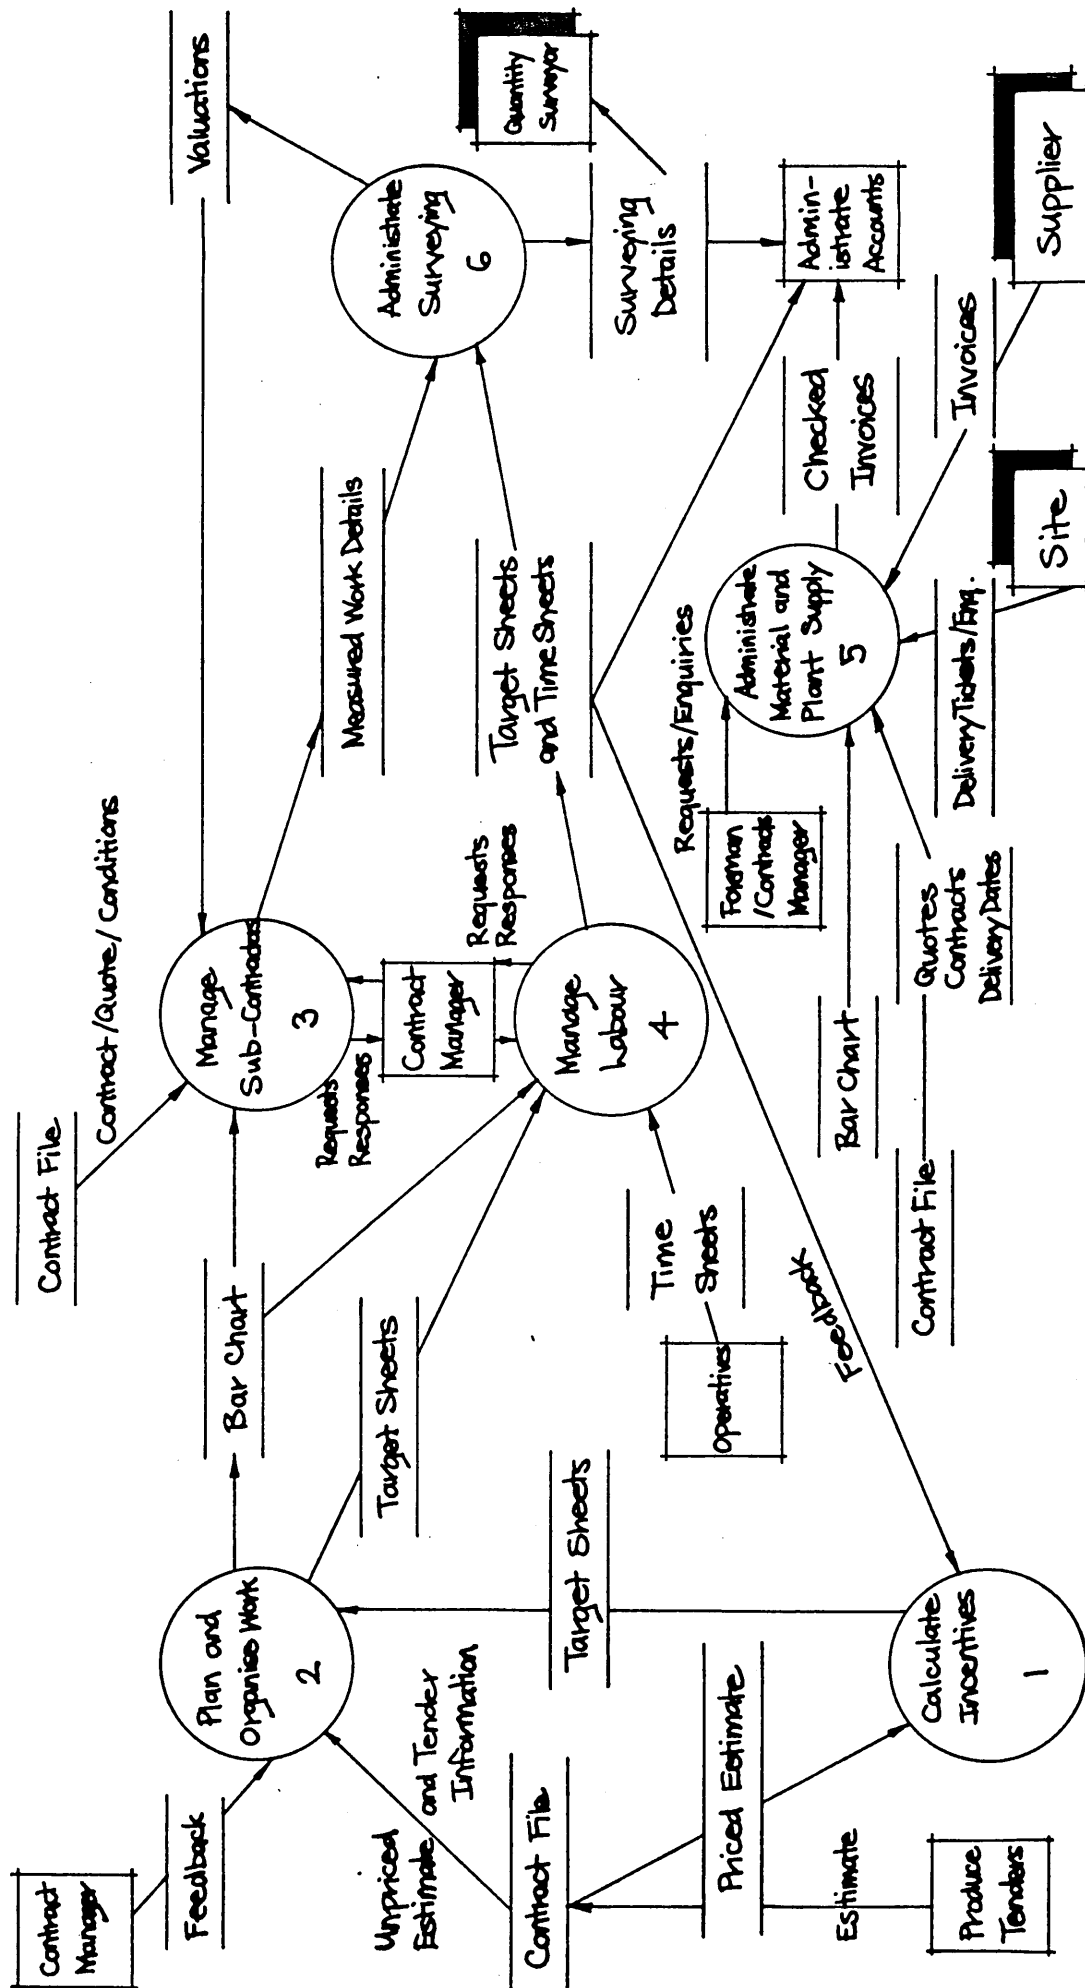 Contract
Manager
Feedback
Plan and
Organise Work
2
Unpriced
Estimate
and Tender
Information
Contract File
Priced Estimate
Estimate
Produce
Tenders
Calculate
Incentives
1
Target Sheets
Target Sheets
Bar Chart
Contract File
Contract/Quote/Conditions
Manage
3
Requests
Responses
Contract
Manager
Requests
Responses
Manage
Labour
4
Time
Sheets
Operatives
Feedback
Measured Work Details
Target Sheets
and Time Sheets
Valuations
Administrate
Surveying
6
Quantity
Surveyor
Surveying
Details
Admin-
istrate
Accounts
Checked
Invoices
Requests/Enquiries
Foreman
/Contracts
Manager
Administrate
Material and
Plant Supply
5
Bar Chart
Contract File
Quotes
Contracts
Delivery Dates
Delivery Tickets/Enq.
Site
Invoices
Supplier